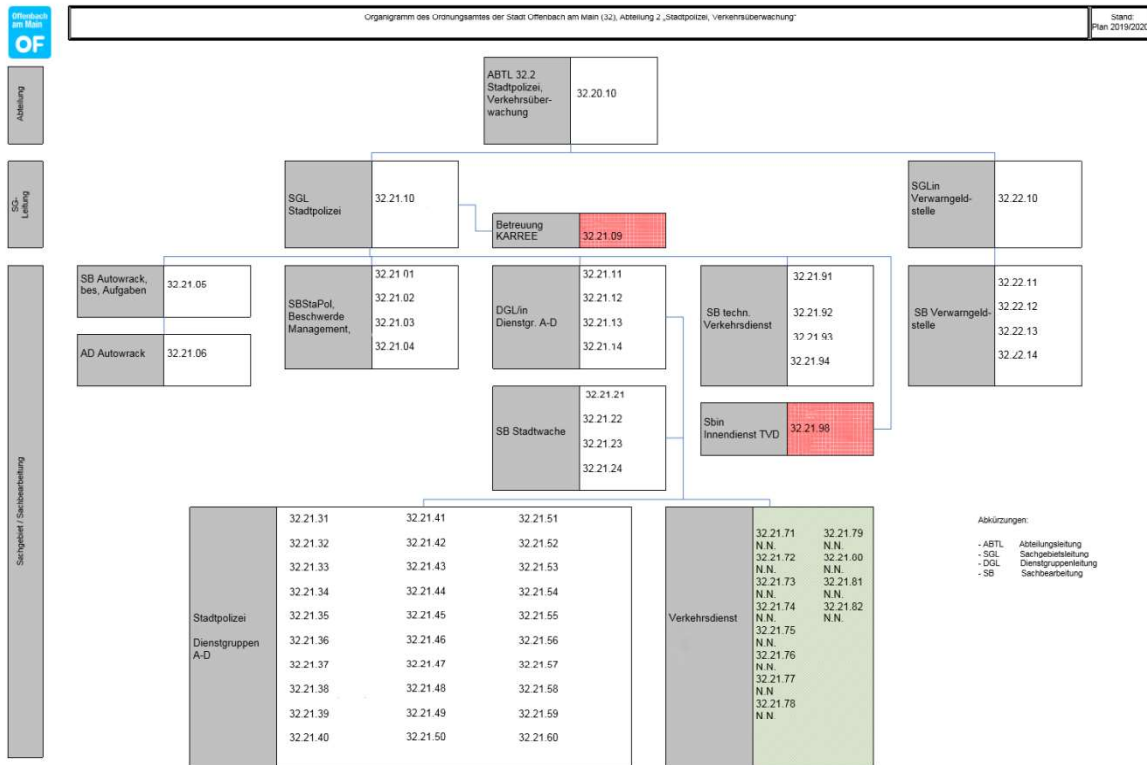 Offenbach
am Main
OF
Organigramm des Ordnungsamtes der Stadt Offenbach am Main (32), Abteilung 2 „Stadtpolizei, Verkehrsüberwachung“
Stand:
Plan 2019/2020
Abteilung
ABTL 32.2
Stadtpolizei,
Verkehrsüber-
wachung
32.20.10
SG-
Leitung
SGL
Stadtpolizei
32.21.10
Betreuung
KARREE
32.21.09
SGLin
Verwarngeld-
stelle
32.22.10
Sachgebiet / Sachbearbeitung
SB Autowrack,
bes, Aufgaben
32.21.05
AD Autowrack
32.21.06
SBStaPol,
Beschwerde
Management,
32.21 01
32.21.02
32.21.03
32.21.04
DGL/in
Dienstgr. A-D
32.21.11
32.21.12
32.21.13
32.21.14
SB techn.
Verkehrsdienst
32.21.91
32.21.92
32.21.93
32.21.94
SB Verwarngeld-
stelle
32.22.11
32.22.12
32.22.13
32.22.14
SB Stadtwache
32.21.21
32.21.22
32.21.23
32.21.24
Sbin
Innendienst TVD
32.21.98
Stadtpolizei
Dienstgruppen
A-D
32.21.31
32.21.32
32.21.33
32.21.34
32.21.35
32.21.36
32.21.37
32.21.38
32.21.39
32.21.40
32.21.41
32.21.42
32.21.43
32.21.44
32.21.45
32.21.46
32.21.47
32.21.48
32.21.49
32.21.50
32.21.51
32.21.52
32.21.53
32.21.54
32.21.55
32.21.56
32.21.57
32.21.58
32.21.59
32.21.60
Verkehrsdienst
32.21.71
N.N.
32.21.72
N.N.
32.21.73
N.N.
32.21.74
N.N.
32.21.75
N.N.
32.21.76
N.N.
32.21.77
N.N
32.21.78
N.N.
32.21.79
N.N.
32.21.80
N.N.
32.21.81
N.N.
32.21.82
N.N.
Abkürzungen:
- ABTL Abteilungsleitung
- SGL Sachgebietsleitung
- DGL Dienstgruppenleitung
- SB Sachbearbeitung